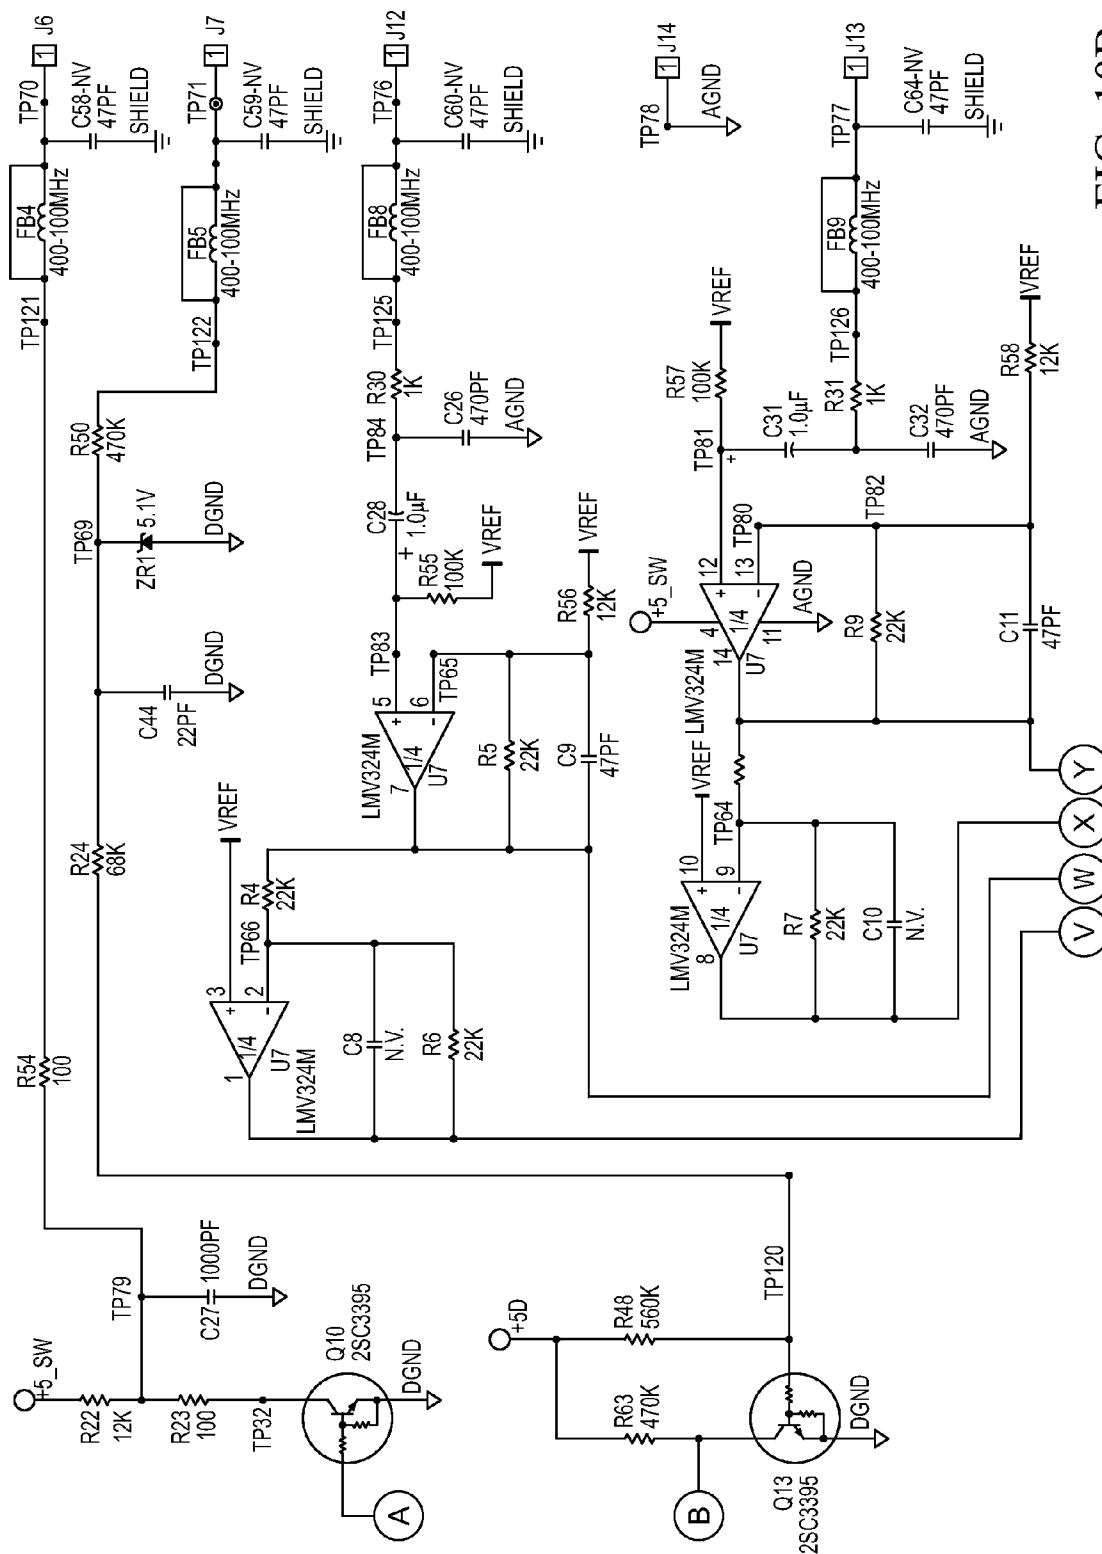 +5_SW
R22
12K
R23
100
TP32
TP79
C27
1000PF
DGND
Q10
2SC3395
DGND
A
R54
100
TP121
FB4
400-100MHz
TP70
1
J6
C58-NV
47PF
SHIELD
R24
68K
C44
22PF
DGND
TP69
ZR1
5.1V
DGND
R50
470K
TP122
FB5
400-100MHz
TP71
1
J7
C59-NV
47PF
SHIELD
VREF
3
+
2
-
1
1/4
U7
LMV324M
TP66
R4
22K
C8
N.V.
R6
22K
LMV324M
5
+
6
-
7
1/4
U7
TP83
TP65
R5
22K
C9
47PF
R56
12K
VREF
R55
100K
VREF
+
C28
1.0µF
TP84
C26
470PF
AGND
R30
1K
TP125
FB8
400-100MHz
TP76
1
J12
C60-NV
47PF
SHIELD
+5D
R63
470K
R48
560K
TP120
B
Q13
2SC3395
DGND
LMV324M
VREF
10
+
9
-
8
1/4
U7
TP64
R7
22K
C10
N.V.
+5_SW
LMV324M
12
+
13
-
4
11
14
1/4
U7
AGND
TP80
TP81
R57
100K
VREF
+
C31
1.0µF
R31
1K
C32
470PF
AGND
TP82
R9
22K
C11
47PF
R58
12K
VREF
TP126
FB9
400-100MHz
TP77
1
J13
C64-NV
47PF
SHIELD
TP78
1
J14
AGND
V
W
X
Y